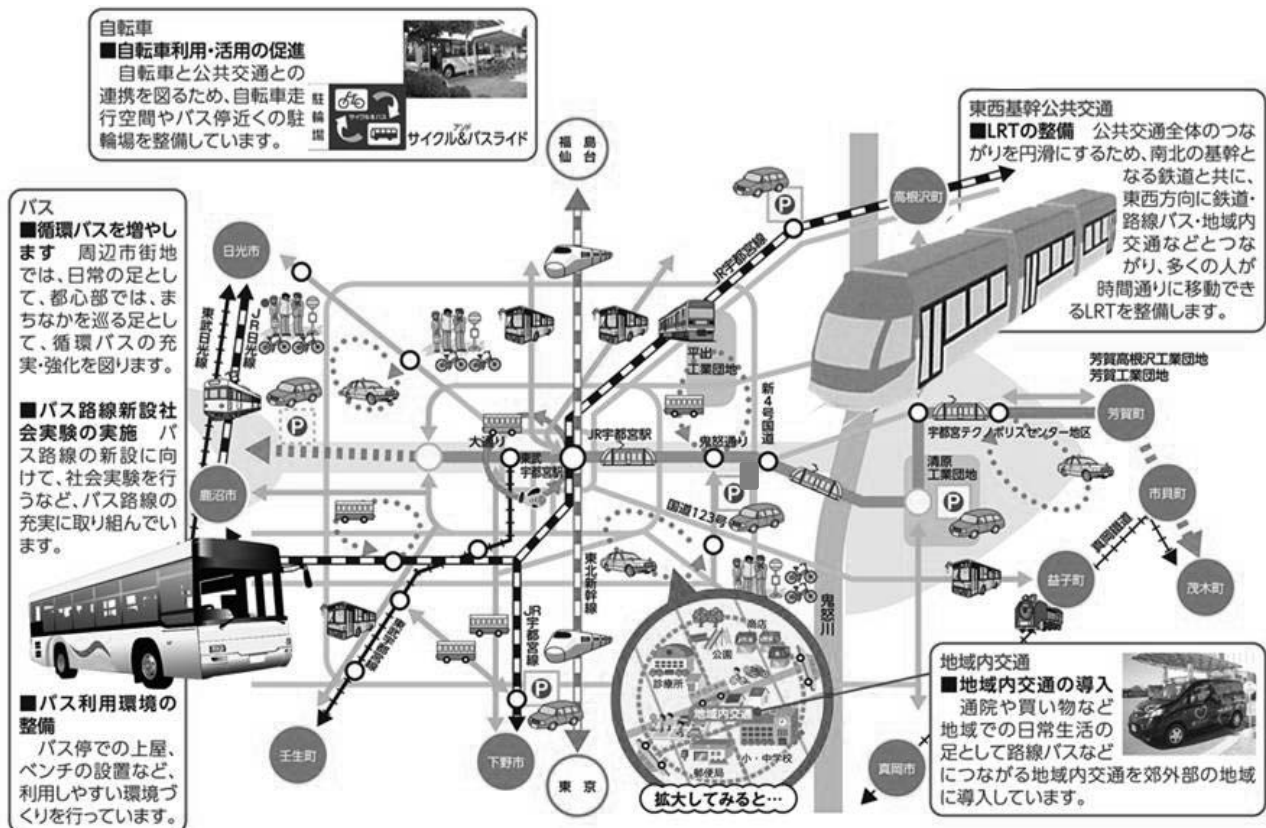 自転車
■自転車利用・活用の促進
自転車と公共交通との
連携を図るため、自転車走
行空間やバス停近くの駐
輪場を整備しています。
駐輪場
サイクル&バス
アンド
サイクル&バスライド
福島
仙台
東西基幹公共交通
■LRTの整備 公共交通全体のつな
がりを円滑にするため、南北の基幹と
なる鉄道と共に、
東西方向に鉄道・
路線バス・地域内
交通などとつな
がり、多くの人が
時間通りに移動でき
るLRTを整備します。
バス
■循環バスを増やし
ます 周辺市街地
では、日常の足とし
て、都心部では、ま
ちなかを巡る足とし
て、循環バスの充
実・強化を図ります。
■バス路線新設社
会実験の実施 バ
ス路線の新設に向
けて、社会実験を行
うなど、バス路線の
充実に取り組んでい
ます。
■バス利用環境の
整備
バス停での上屋、
ベンチの設置など、
利用しやすい環境づ
くりを行っています。
日光市
東武日光線
JR日光線
P
鹿沼市
高根沢町
P
JR宇都宮線
平出
工業団地
新4号国道
大通り
東武
宇都宮駅
JR宇都宮駅
鬼怒通り
P
国道123号
芳賀高根沢工業団地
芳賀工業団地
芳賀町
宇都宮テクノポリスセンター地区
清原
工業団地
P
市貝町
真岡鐵道
益子町
茂木町
東北新幹線
鬼怒川
JR宇都宮線
P
壬生町
下野市
東京
真岡市
商店
公園
診療所
地域内交通
郵便局
小・中学校
拡大してみると…
地域内交通
■地域内交通の導入
通院や買い物など
地域での日常生活の
足として路線バスなど
につながる地域内交通を郊外部の地域
に導入しています。